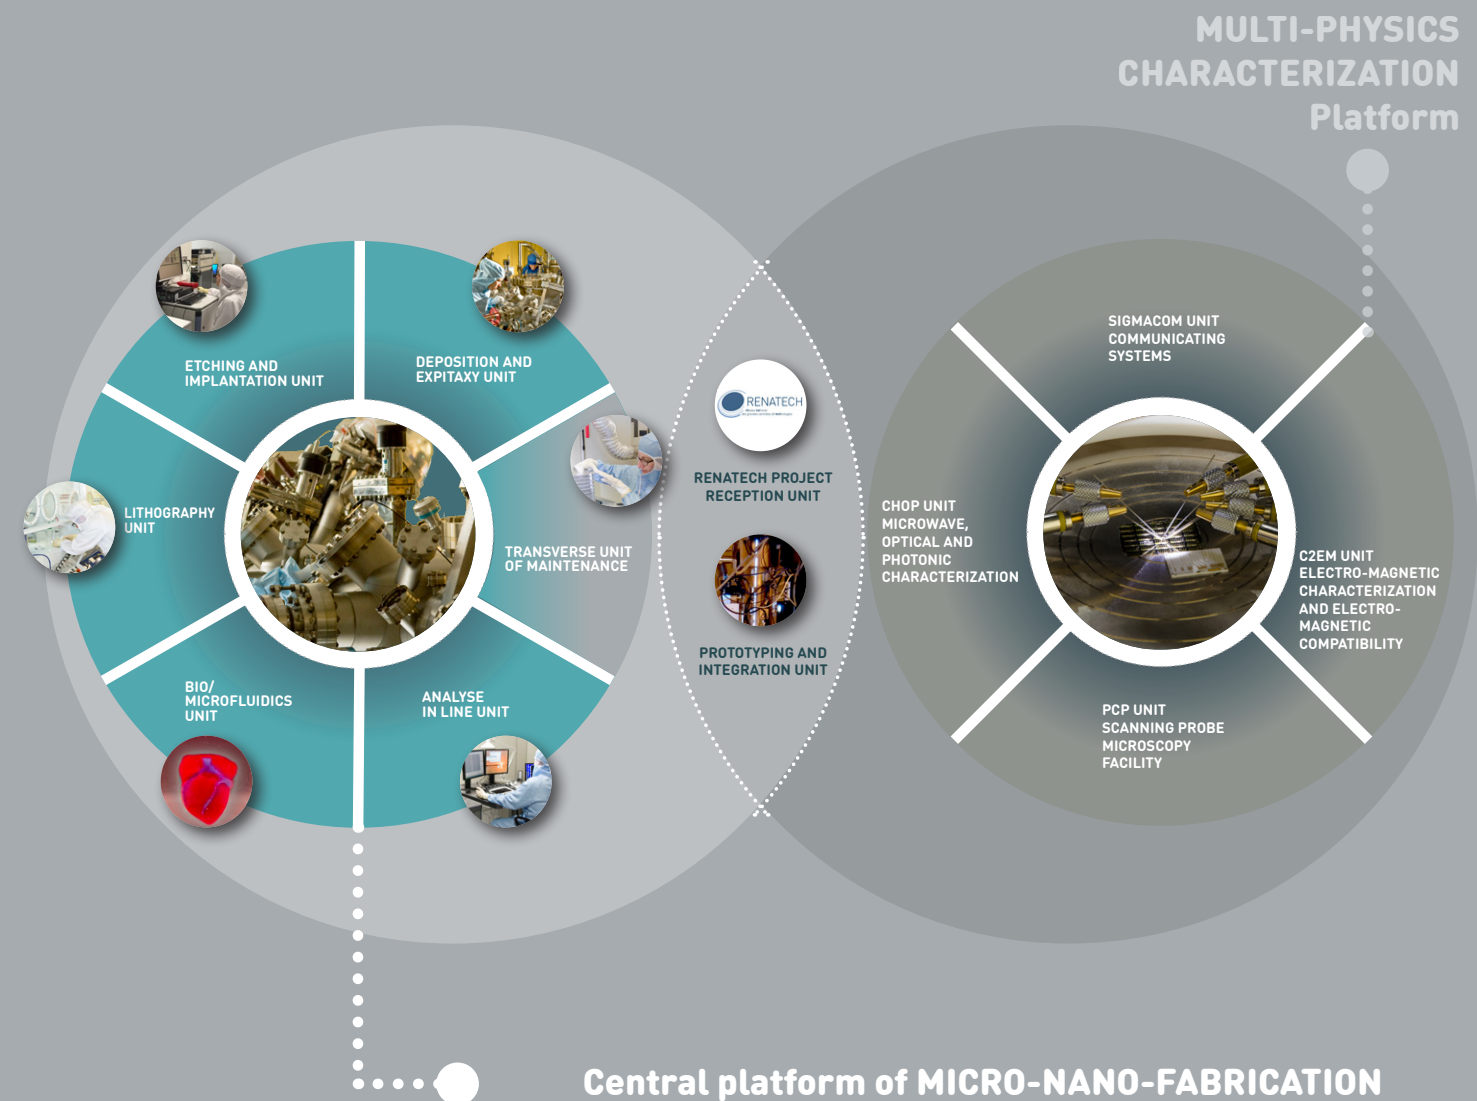 MULTI-PHYSICS
CHARACTERIZATION
Platform
ETCHING AND
IMPLANTATION UNIT
DEPOSITION AND
EXPITAXY UNIT
LITHOGRAPHY
UNIT
TRANSVERSE UNIT
OF MAINTENANCE
BIO/
MICROFLUIDICS
UNIT
ANALYSE
IN LINE UNIT
RENATECH
RENATECH PROJECT
RECEPTION UNIT
PROTOTYPING AND
INTEGRATION UNIT
SIGMACOM UNIT
COMMUNICATING
SYSTEMS
CHOP UNIT
MICROWAVE,
OPTICAL AND
PHOTONIC
CHARACTERIZATION
C2EM UNIT
ELECTRO-MAGNETIC
CHARACTERIZATION
AND ELECTRO-
MAGNETIC
COMPATIBILITY
PCP UNIT
SCANNING PROBE
MICROSCOPY
FACILITY
Central platform of MICRO-NANO-FABRICATION